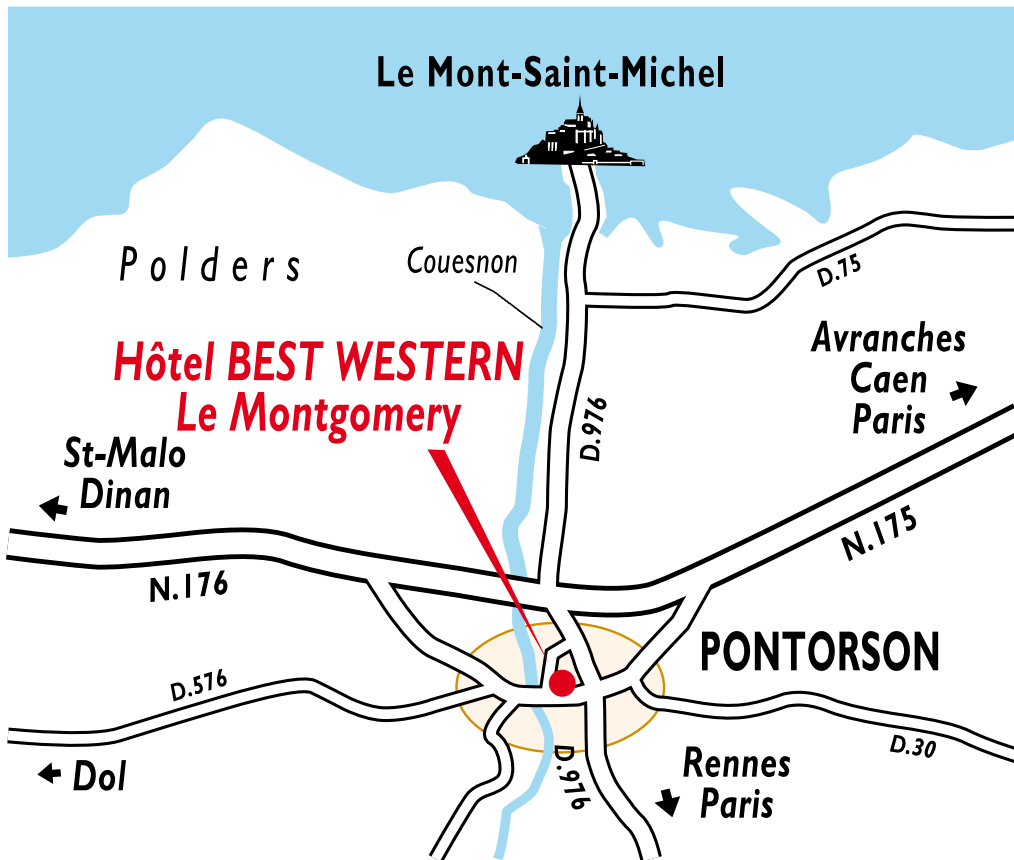 Le Mont-Saint-Michel
Polders
Couesnon
D.75
Hôtel BEST WESTERN
Le Montgomery
Avranches
Caen
Paris
D.976
St-Malo
Dinan
N.175
N.176
PONTORSON
D.576
D.30
Dol
D.976
Rennes
Paris